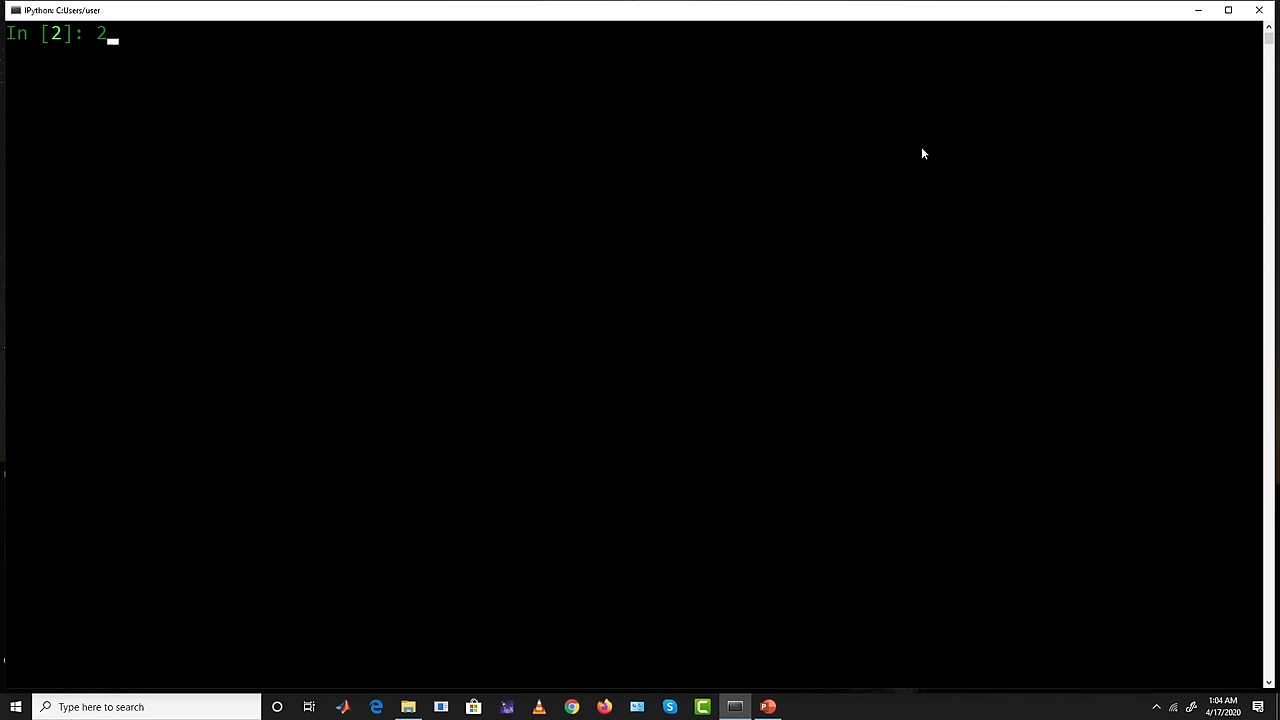 IPython: C:Users/user
In [2]: 2
Type here to search
1:04 AM
4/17/2020